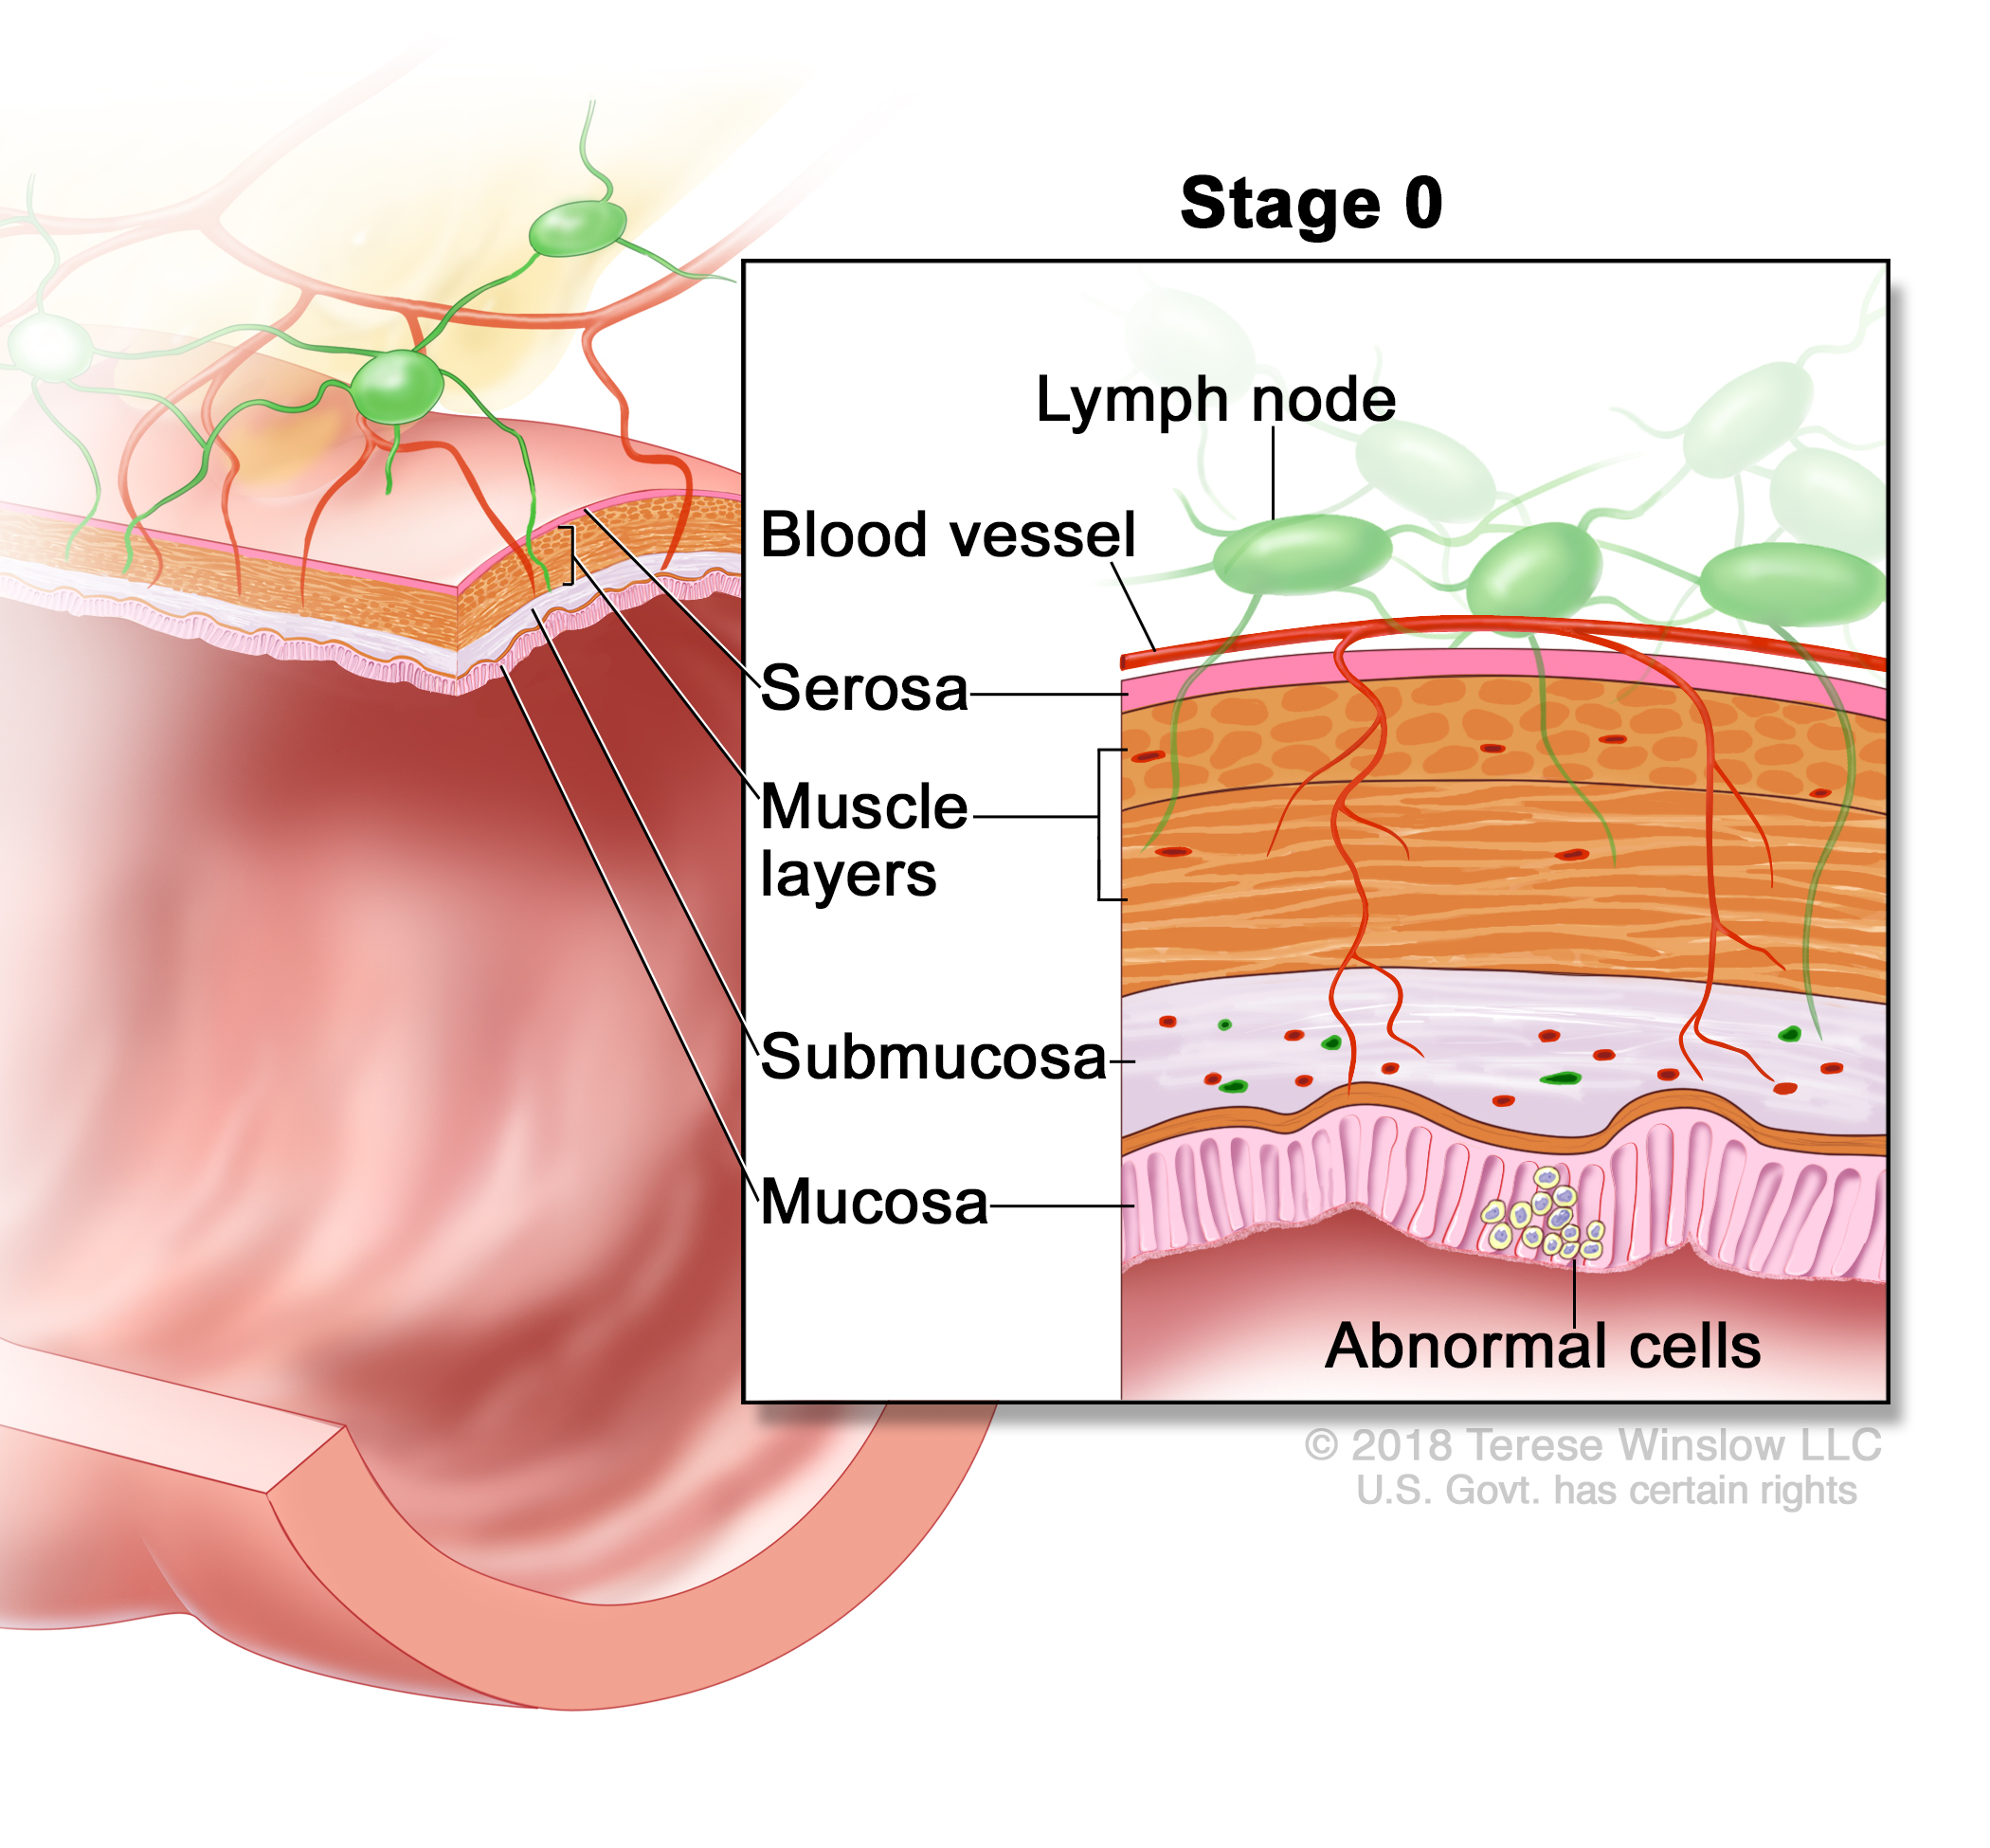 Stage 0
Lymph node
Blood vessel
Serosa
Muscle
layers
Submucosa
Mucosa
Abnormal cells
© 2018 Terese Winslow LLC
U.S. Govt. has certain rights